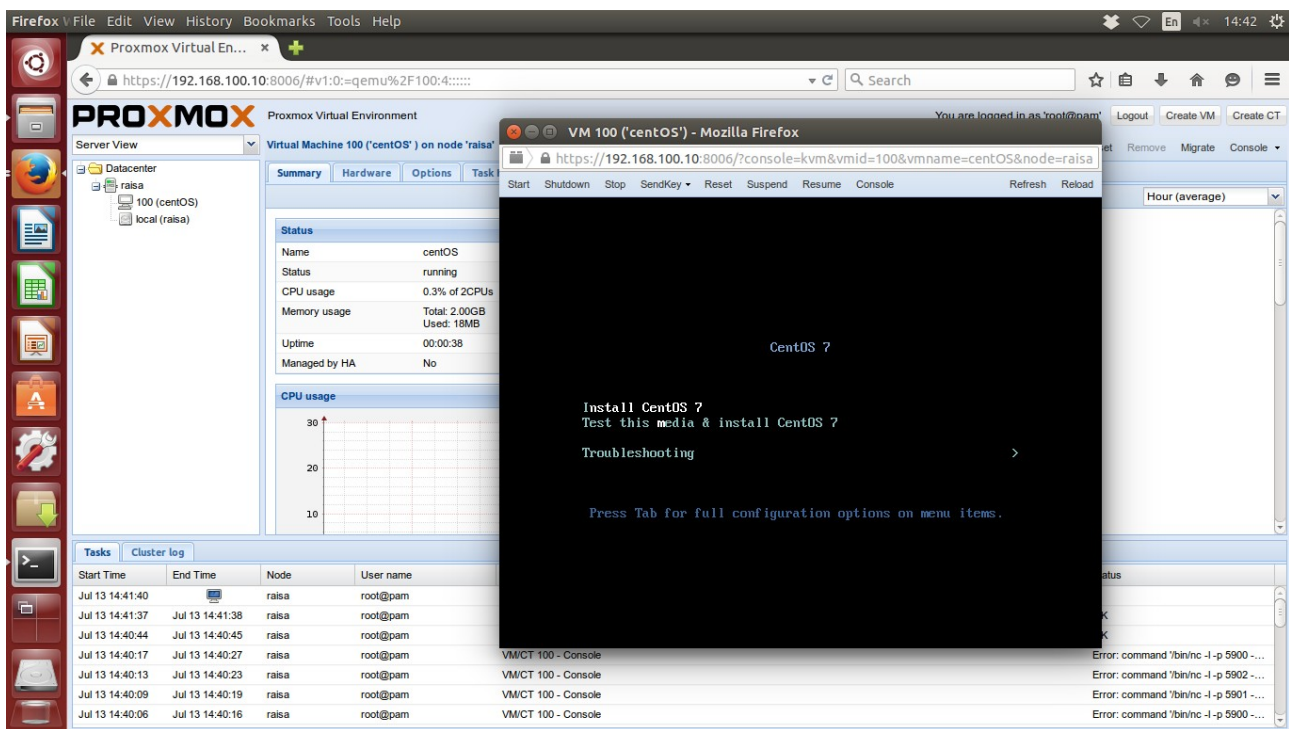 Firefox V File Edit View History Bookmarks Tools Help En 14:42
Proxmox Virtual En... ×
https://192.168.100.10:8006/#v1:0:=qemu%2F100:4:::::: Search
PROXMOX Proxmox Virtual Environment You are logged in as 'root@pam' Logout Create VM Create CT
Server View Virtual Machine 100 ('centOS' ) on node 'raisa' et Remove Migrate Console
Datacenter
raisa
100 (centOS)
local (raisa)
Summary Hardware Options Task
Hour (average)
Status
Name centOS
Status running
CPU usage 0.3% of 2CPUs
Memory usage Total: 2.00GB
Used: 18MB
Uptime 00:00:38
Managed by HA No
CPU usage
30
20
10
VM 100 ('centOS') - Mozilla Firefox
https://192.168.100.10:8006/?console=kvm&vmid=100&vmname=centOS&node=raisa
Start Shutdown Stop SendKey Reset Suspend Resume Console Refresh Reload
CentOS 7
Install CentOS 7
Test this media & install CentOS 7
Troubleshooting >
Press Tab for full configuration options on menu items.
Tasks Cluster log
Start Time End Time Node User name atus
Jul 13 14:41:40 raisa root@pam
Jul 13 14:41:37 Jul 13 14:41:38 raisa root@pam K
Jul 13 14:40:44 Jul 13 14:40:45 raisa root@pam K
Jul 13 14:40:17 Jul 13 14:40:27 raisa root@pam VM/CT 100 - Console Error: command '/bin/nc -l -p 5900 -...
Jul 13 14:40:13 Jul 13 14:40:23 raisa root@pam VM/CT 100 - Console Error: command '/bin/nc -l -p 5902 -...
Jul 13 14:40:09 Jul 13 14:40:19 raisa root@pam VM/CT 100 - Console Error: command '/bin/nc -l -p 5901 -...
Jul 13 14:40:06 Jul 13 14:40:16 raisa root@pam VM/CT 100 - Console Error: command '/bin/nc -l -p 5900 -...